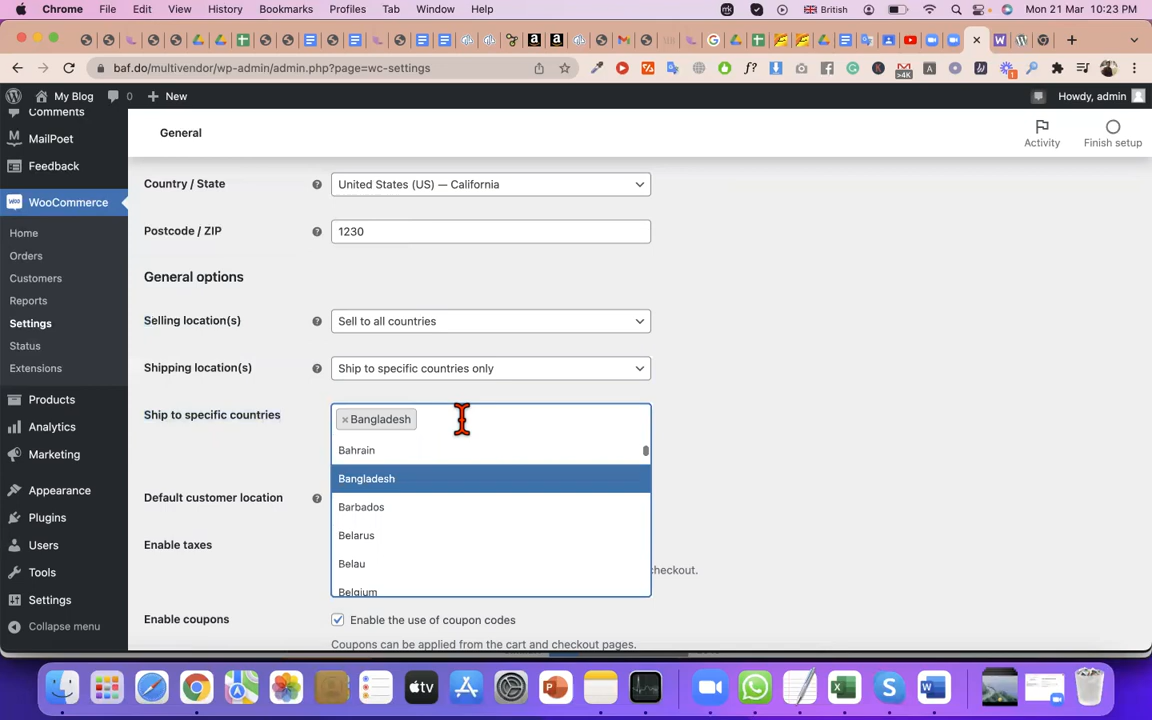 Chrome File Edit View History Bookmarks Profiles Tab Window Help British Mon 21 Mar 10:23 PM
baf.do/multivendor/wp-admin/admin.php?page=wc-settings
My Blog 0 + New Howdy, admin
Comments
MailPoet
Feedback
WooCommerce
Home
Orders
Customers
Reports
Settings
Status
Extensions
Products
Analytics
Marketing
Appearance
Plugins
Users
Tools
Settings
Collapse menu
General
Activity
Finish setup
Country / State
United States (US) — California
Postcode / ZIP
1230
General options
Selling location(s)
Sell to all countries
Shipping location(s)
Ship to specific countries only
Ship to specific countries
× Bangladesh
Bahrain
Bangladesh
Barbados
Belarus
Belau
Belgium
Default customer location
Enable taxes
checkout.
Enable coupons
Enable the use of coupon codes
Coupons can be applied from the cart and checkout pages.
tv